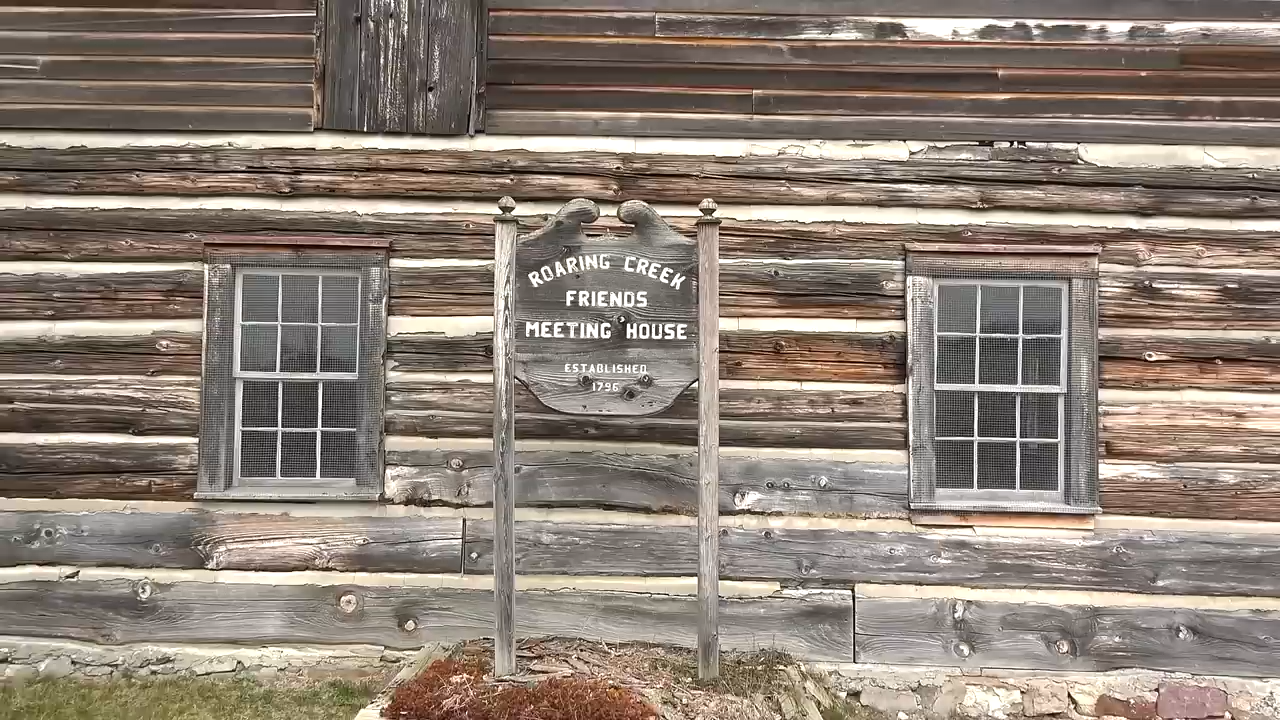 ROARING CREEK
FRIENDS
MEETING HOUSE
ESTABLISHED
1796